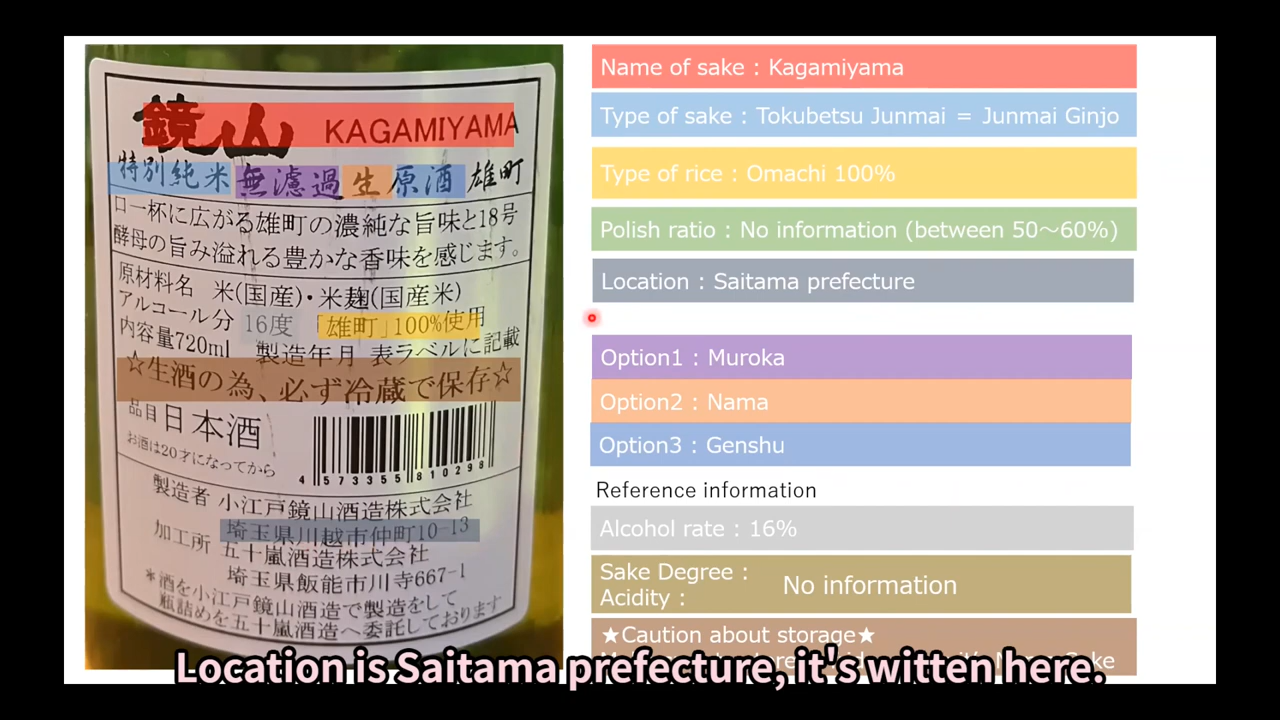 鏡山 KAGAMIYAMA
特別純米 無濾過 生 原酒 雄町
口一杯に広がる雄町の濃純な旨味と18号
酵母の旨み溢れる豊かな香味を感じます。
原材料名 米(国産)・米麹(国産米)
アルコール分 16度 「雄町」100%使用
内容量720ml 製造年月 表ラベルに記載
☆生酒の為、必ず冷蔵で保存☆
品目 日本酒
お酒は20才になってから
4 573355 810298
製造者 小江戸鏡山酒造株式会社
埼玉県川越市仲町10-13
加工所 五十嵐酒造株式会社
埼玉県飯能市川寺667-1
*酒を小江戸鏡山酒造で製造をして
瓶詰めを五十嵐酒造へ委託しております
Name of sake : Kagamiyama
Type of sake : Tokubetsu Junmai = Junmai Ginjo
Type of rice : Omachi 100%
Polish ratio : No information (between 50～60%)
Location : Saitama prefecture
Option1 : Muroka
Option2 : Nama
Option3 : Genshu
Reference information
Alcohol rate : 16%
Sake Degree :
Acidity :
No information
★Caution about storage★
Sake
Location is Saitama prefecture, it's witten here.